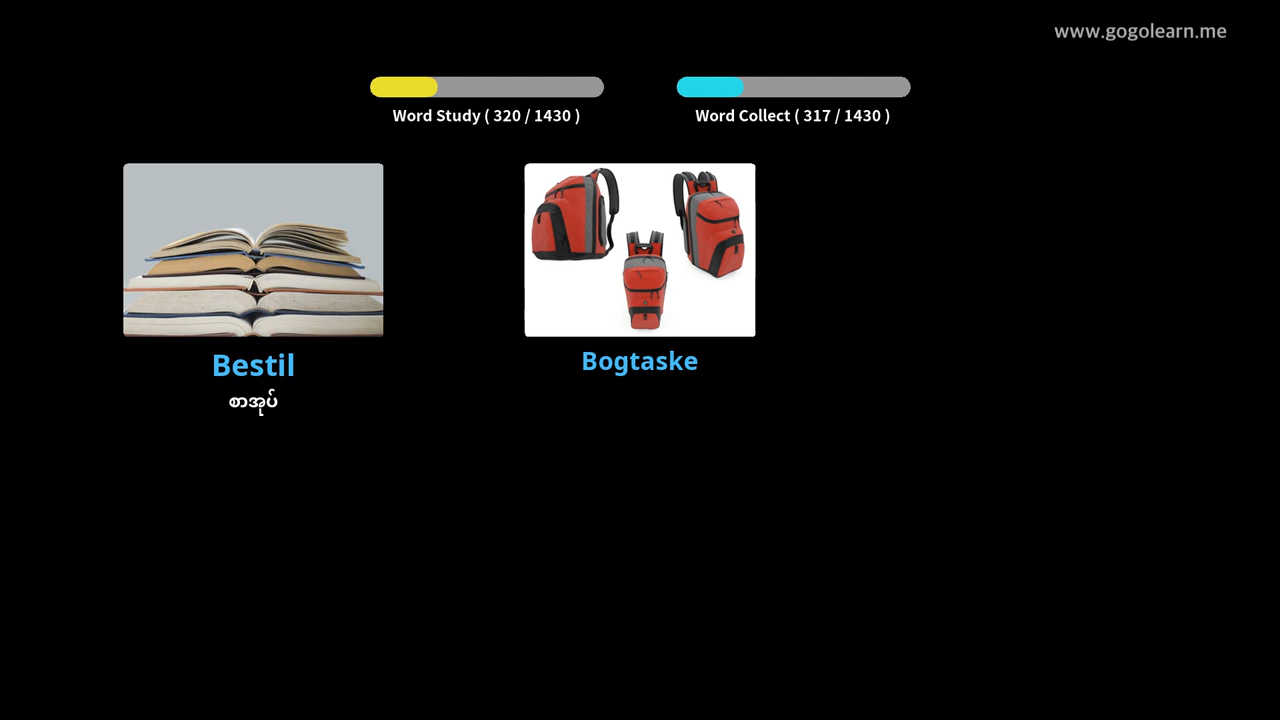 www.gogolearn.me
Word Study ( 320 / 1430 )
Word Collect ( 317 / 1430 )
Bestil
Bogtaske
စာအုပ်